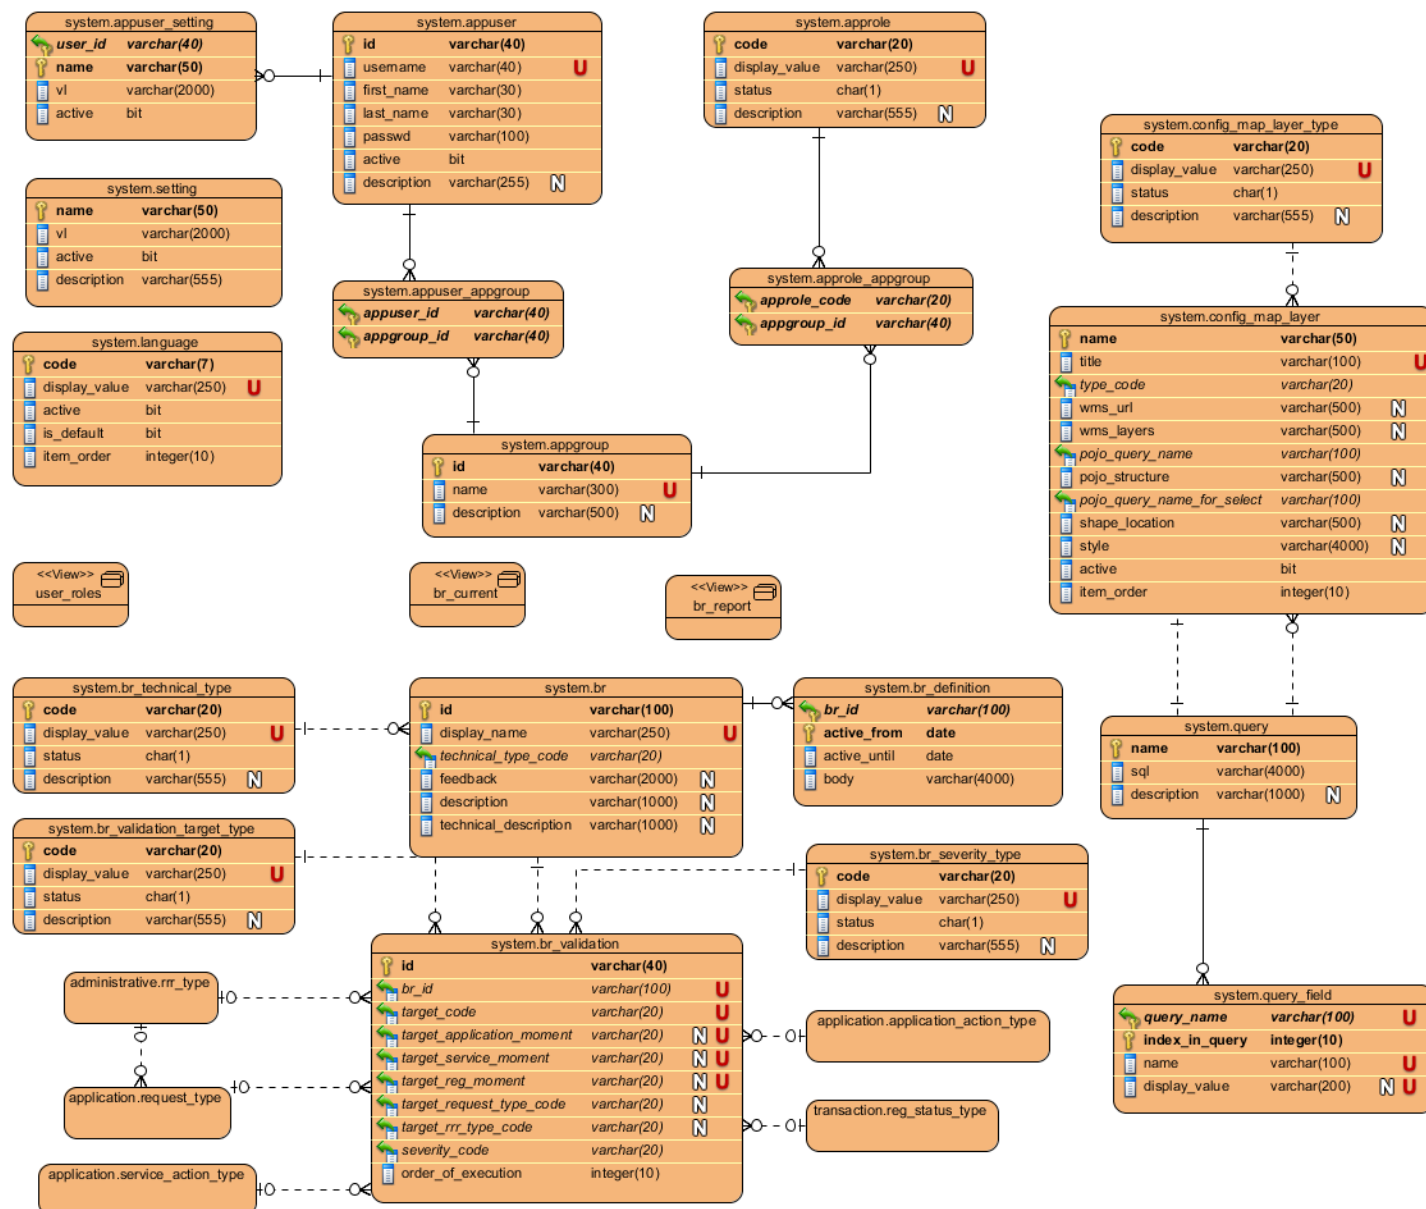 system.appuser_setting
user_id varchar(40)
name varchar(50)
vl varchar(2000)
active bit
system.appuser
id varchar(40)
username varchar(40) U
first_name varchar(30)
last_name varchar(30)
passwd varchar(100)
active bit
description varchar(255) N
system.approle
code varchar(20)
display_value varchar(250) U
status char(1)
description varchar(555) N
system.config_map_layer_type
code varchar(20)
display_value varchar(250) U
status char(1)
description varchar(555) N
system.setting
name varchar(50)
vl varchar(2000)
active bit
description varchar(555)
system.appuser_appgroup
appuser_id varchar(40)
appgroup_id varchar(40)
system.approle_appgroup
approle_code varchar(20)
appgroup_id varchar(40)
system.config_map_layer
name varchar(50)
title varchar(100) U
type_code varchar(20)
wms_url varchar(500) N
wms_layers varchar(500) N
pojo_query_name varchar(100)
pojo_structure varchar(500) N
pojo_query_name_for_select varchar(100)
shape_location varchar(500) N
style varchar(4000) N
active bit
item_order integer(10)
system.language
code varchar(7)
display_value varchar(250) U
active bit
is_default bit
item_order integer(10)
system.appgroup
id varchar(40)
name varchar(300) U
description varchar(500) N
<<View>>
user_roles
<<View>>
br_current
<<View>>
br_report
system.br_technical_type
code varchar(20)
display_value varchar(250) U
status char(1)
description varchar(555) N
system.br
id varchar(100)
display_name varchar(250) U
technical_type_code varchar(20)
feedback varchar(2000) N
description varchar(1000) N
technical_description varchar(1000) N
system.br_definition
br_id varchar(100)
active_from date
active_until date
body varchar(4000)
system.query
name varchar(100)
sql varchar(4000)
description varchar(1000) N
system.br_validation_target_type
code varchar(20)
display_value varchar(250) U
status char(1)
description varchar(555) N
system.br_severity_type
code varchar(20)
display_value varchar(250) U
status char(1)
description varchar(555) N
system.br_validation
id varchar(40)
br_id varchar(100) U
target_code varchar(20) U
target_application_moment varchar(20) N U
target_service_moment varchar(20) N U
target_reg_moment varchar(20) N U
target_request_type_code varchar(20) N
target_rrr_type_code varchar(20) N
severity_code varchar(20)
order_of_execution integer(10)
administrative.rrr_type
application.request_type
application.service_action_type
application.application_action_type
transaction.reg_status_type
system.query_field
query_name varchar(100) U
index_in_query integer(10)
name varchar(100) U
display_value varchar(200) N U